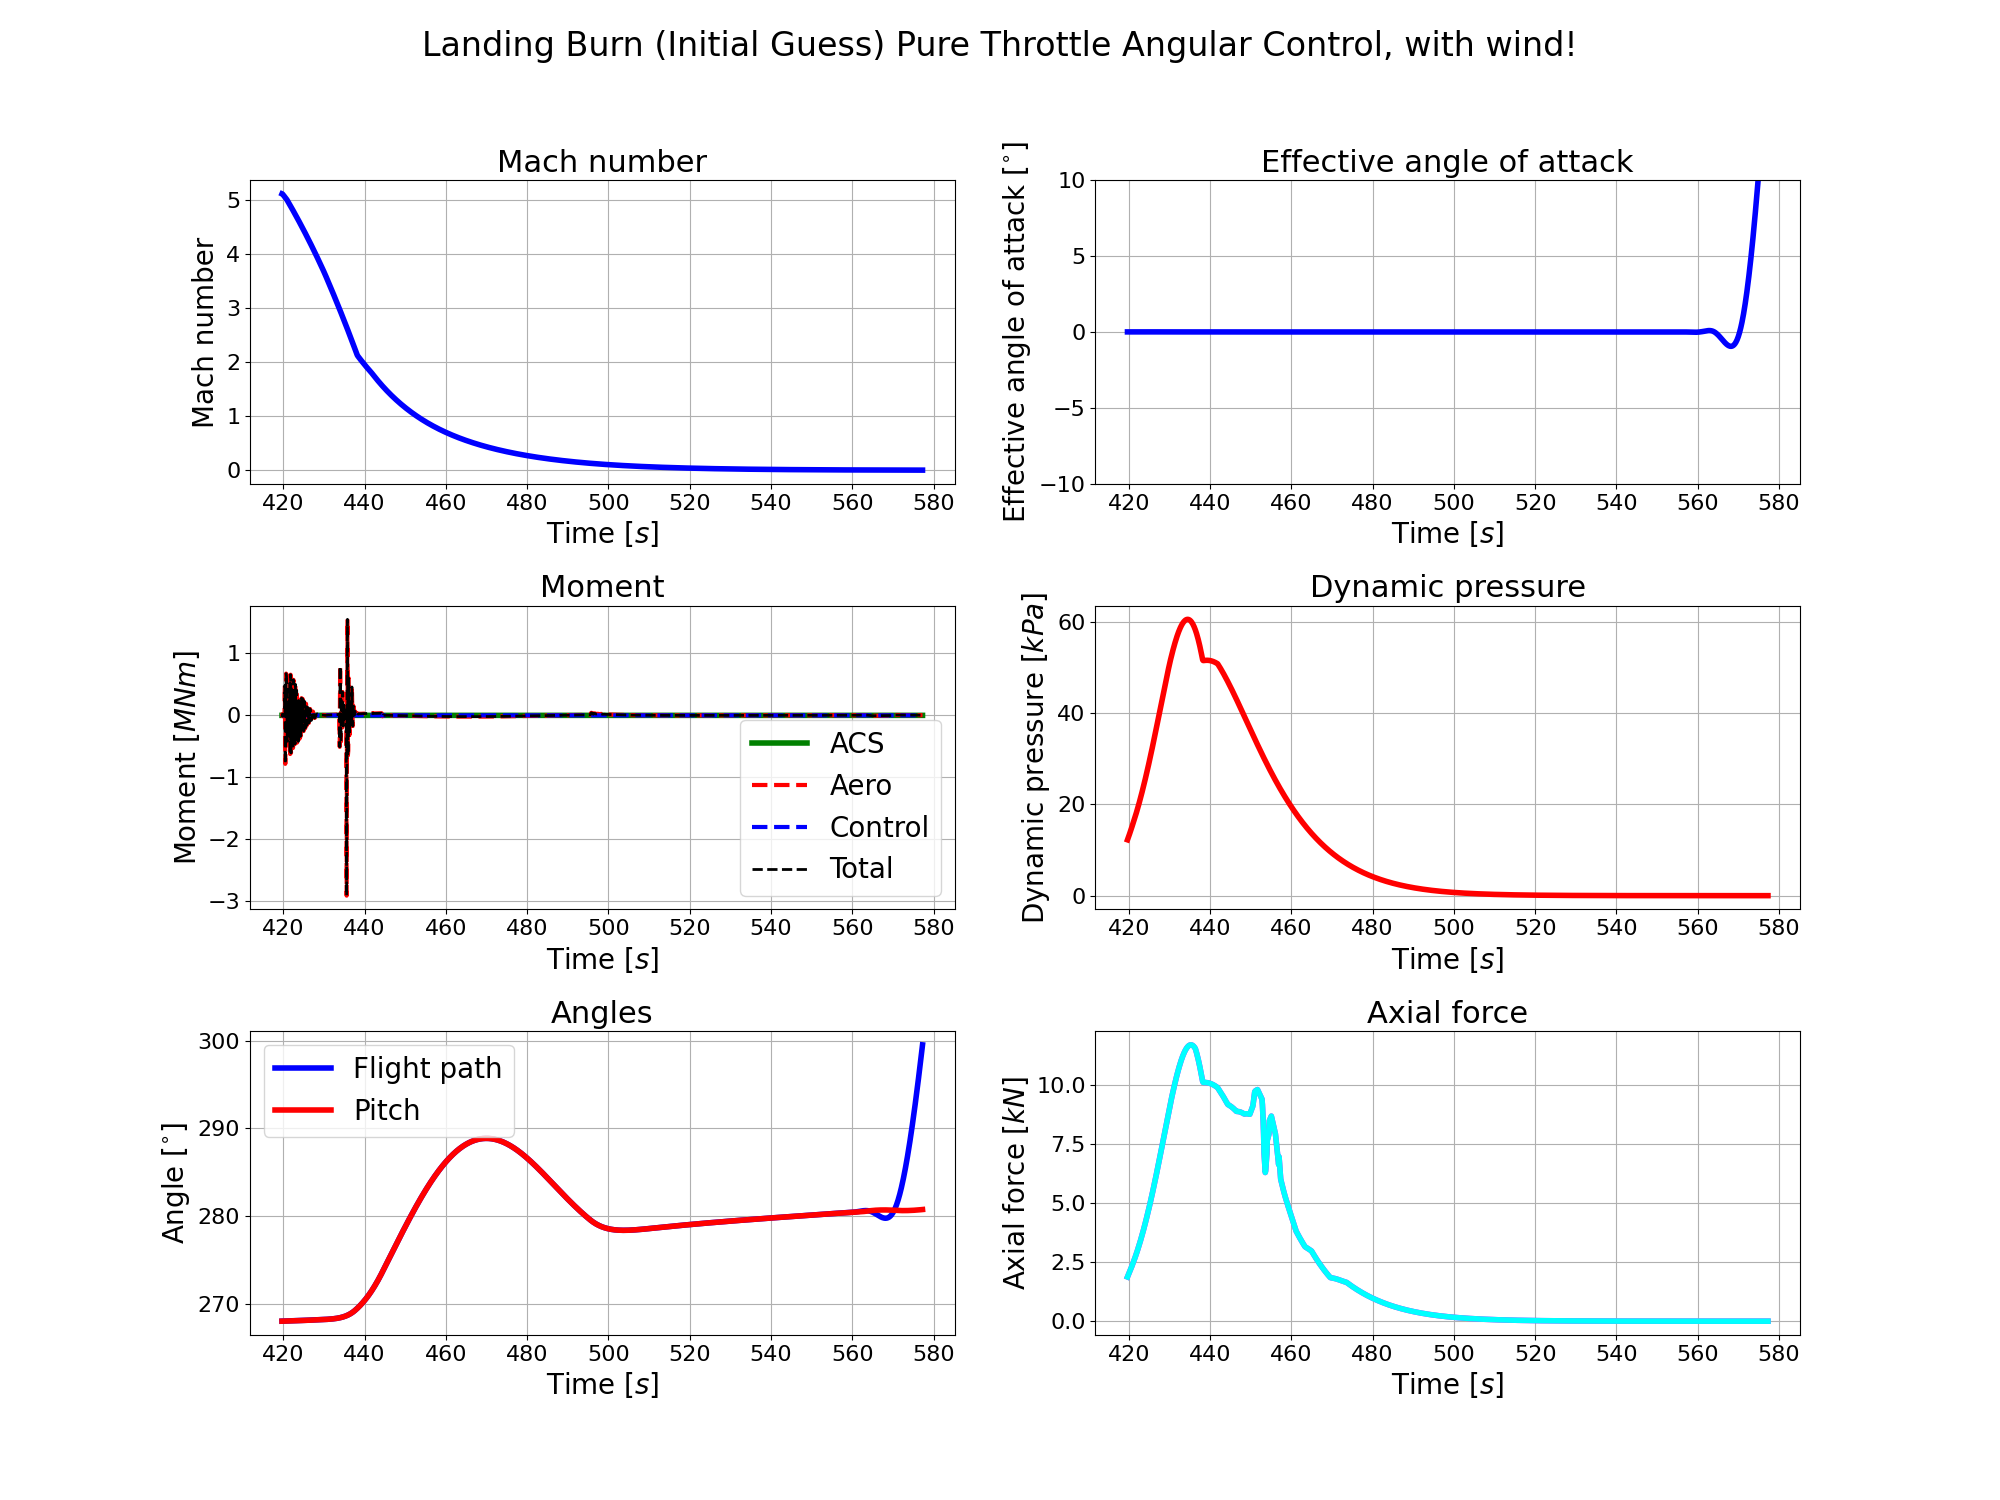 Landing Burn (Initial Guess) Pure Throttle Angular Control, with wind!
Mach number
Mach number
5
4
3
2
1
0
420 440 460 480 500 520 540 560 580
Time [s]
Effective angle of attack
Effective angle of attack [°]
10
5
0
−5
−10
420 440 460 480 500 520 540 560 580
Time [s]
Moment
Moment [MNm]
1
0
−1
−2
−3
ACS
Aero
Control
Total
420 440 460 480 500 520 540 560 580
Time [s]
Dynamic pressure
Dynamic pressure [kPa]
60
40
20
0
420 440 460 480 500 520 540 560 580
Time [s]
Angles
Angle [°]
300
290
280
270
Flight path
Pitch
420 440 460 480 500 520 540 560 580
Time [s]
Axial force
Axial force [kN]
10.0
7.5
5.0
2.5
0.0
420 440 460 480 500 520 540 560 580
Time [s]